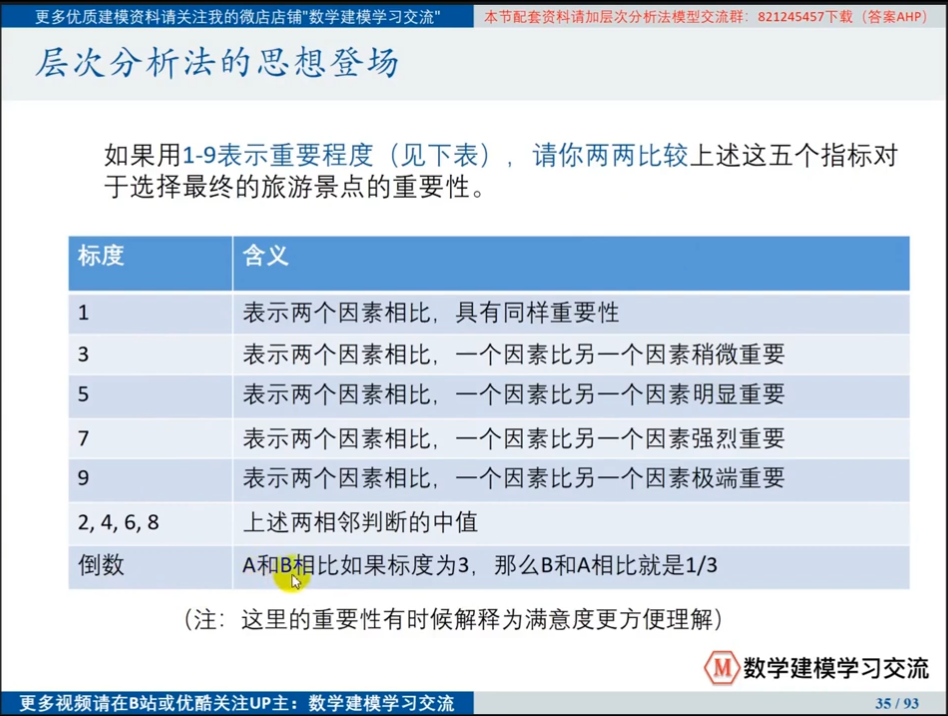 更多优质建模资料请关注我的微店店铺"数学建模学习交流"
本节配套资料请加层次分析法模型交流群：821245457下载（答案AHP）
层次分析法的思想登场
如果用1-9表示重要程度（见下表），请你两两比较上述这五个指标对
于选择最终的旅游景点的重要性。
标度 含义
1 表示两个因素相比，具有同样重要性
3 表示两个因素相比，一个因素比另一个因素稍微重要
5 表示两个因素相比，一个因素比另一个因素明显重要
7 表示两个因素相比，一个因素比另一个因素强烈重要
9 表示两个因素相比，一个因素比另一个因素极端重要
2, 4, 6, 8 上述两相邻判断的中值
倒数 A和B相比如果标度为3，那么B和A相比就是1/3
（注：这里的重要性有时候解释为满意度更方便理解）
M 数学建模学习交流
更多视频请在B站或优酷关注UP主：数学建模学习交流
35 / 93